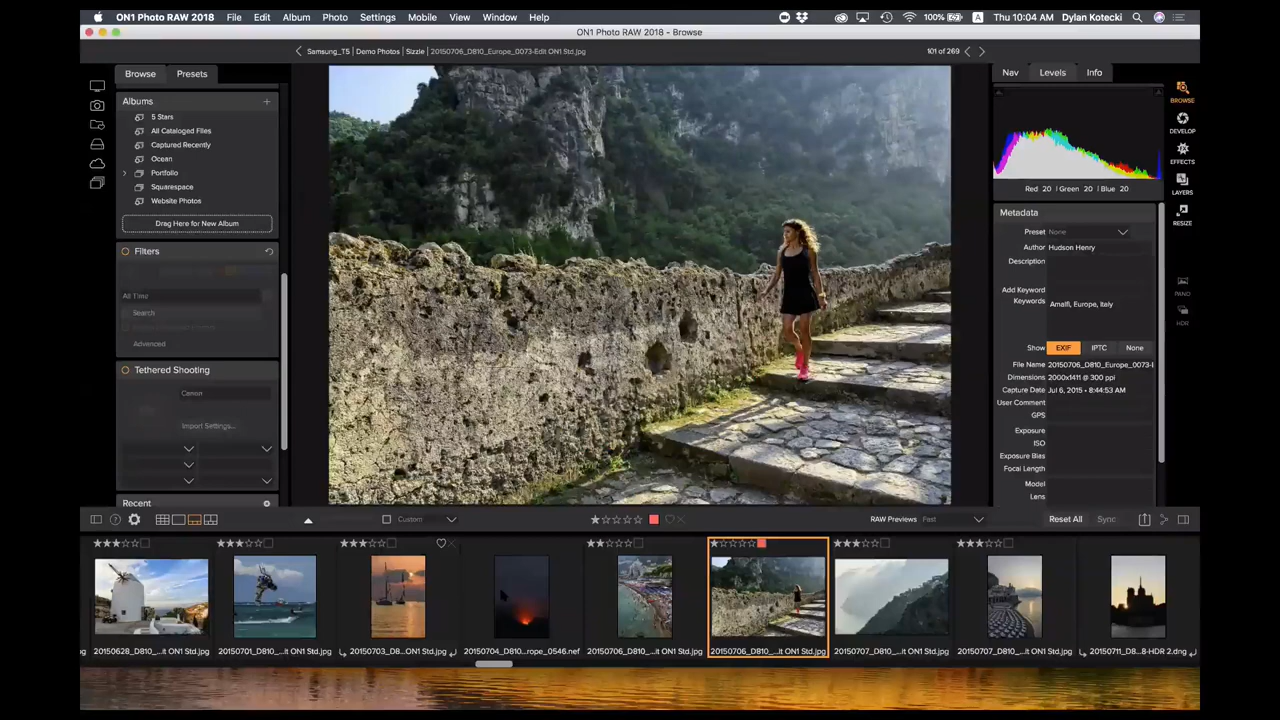 ON1 Photo RAW 2018 File Edit Album Photo Settings Mobile View Window Help 100% A Thu 10:04 AM Dylan Kotecki
ON1 Photo RAW 2018 - Browse
Samsung_T5 Demo Photos Sizzle 20150706_D810_Europe_0073-Edit ON1 Std.jpg 101 of 269
Browse Presets
Albums +
5 Stars
All Cataloged Files
Captured Recently
Ocean
Portfolio
Squarespace
Website Photos
Drag Here for New Album
Filters
All Time
Search
Advanced
Tethered Shooting
Canon
Import Settings...
Recent
Nav Levels Info
Red 20 Green 20 Blue 20
Metadata
Preset None
Author Hudson Henry
Description
Add Keyword
Keywords Amalfi, Europe, Italy
Show EXIF IPTC None
File Name 20150706_D810_Europe_0073-E
Dimensions 2000x1411 @ 300 ppi
Capture Date Jul 6, 2015 • 8:44:53 AM
User Comment
GPS
Exposure
ISO
Exposure Bias
Focal Length
Model
Lens
BROWSE
DEVELOP
EFFECTS
LAYERS
RESIZE
PANO
HDR
? Custom RAW Previews Fast Reset All Sync
20150628_D810_...it ON1 Std.jpg 20150701_D810_...it ON1 Std.jpg 20150703_D8...ON1 Std.jpg 20150704_D810...rope_0546.nef 20150706_D810_...it ON1 Std.jpg 20150706_D810_...it ON1 Std.jpg 20150707_D810_...it ON1 Std.jpg 20150707_D810_...it ON1 Std.jpg 20150711_D8...8-HDR 2.dng